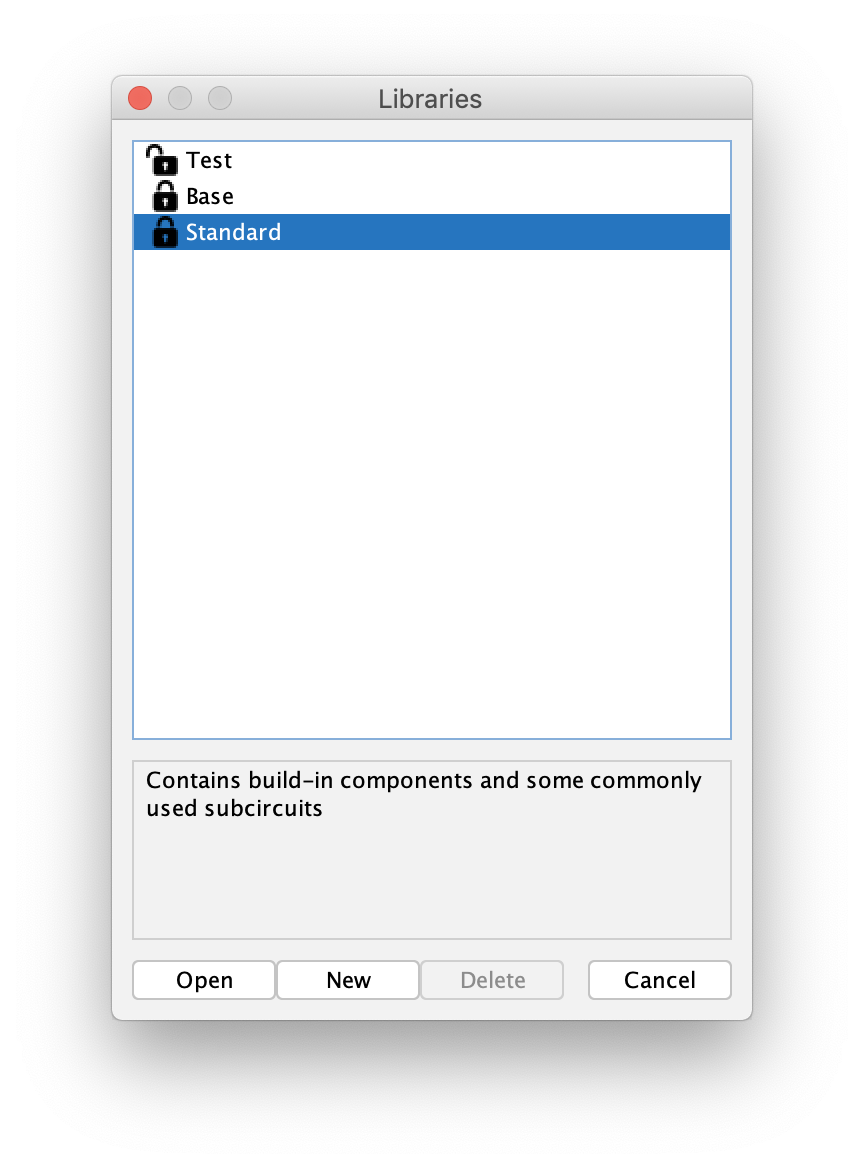 Libraries
Test
Base
Standard
Contains build-in components and some commonly
used subcircuits
Open New Delete Cancel